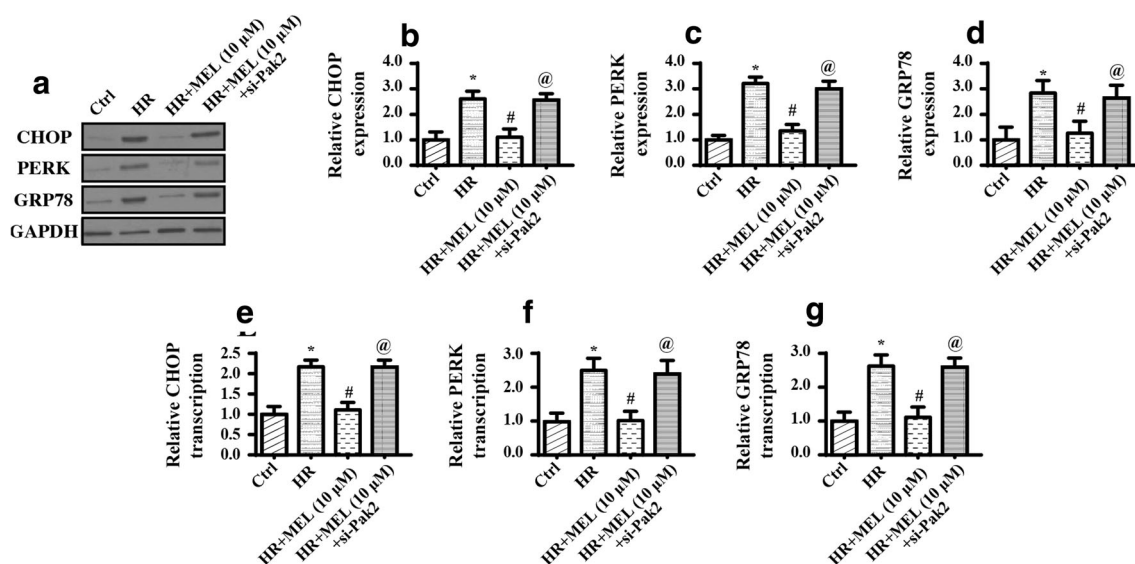 a
Ctrl
HR
HR+MEL (10 µM)
HR+MEL (10 µM)
+si-Pak2
CHOP
PERK
GRP78
GAPDH
b
Relative CHOP
expression
4.0
3.0
2.0
1.0
0.0
*
#
@
Ctrl
HR
HR+MEL (10 µM)
HR+MEL (10 µM)
+si-Pak2
c
Relative PERK
expression
4.0
3.0
2.0
1.0
0.0
*
#
@
Ctrl
HR
HR+MEL (10 µM)
HR+MEL (10 µM)
+si-Pak2
d
Relative GRP78
expression
4.0
3.0
2.0
1.0
0.0
*
#
@
Ctrl
HR
HR+MEL (10 µM)
HR+MEL (10 µM)
+si-Pak2
e
Relative CHOP
transcription
2.5
2.0
1.5
1.0
0.5
0.0
*
#
@
Ctrl
HR
HR+MEL (10 µM)
HR+MEL (10 µM)
+si-Pak2
f
Relative PERK
transcription
3.0
2.0
1.0
0.0
*
#
@
Ctrl
HR
HR+MEL (10 µM)
HR+MEL (10 µM)
+si-Pak2
g
Relative GRP78
transcription
3.0
2.0
1.0
0.0
*
#
@
Ctrl
HR
HR+MEL (10 µM)
HR+MEL (10 µM)
+si-Pak2